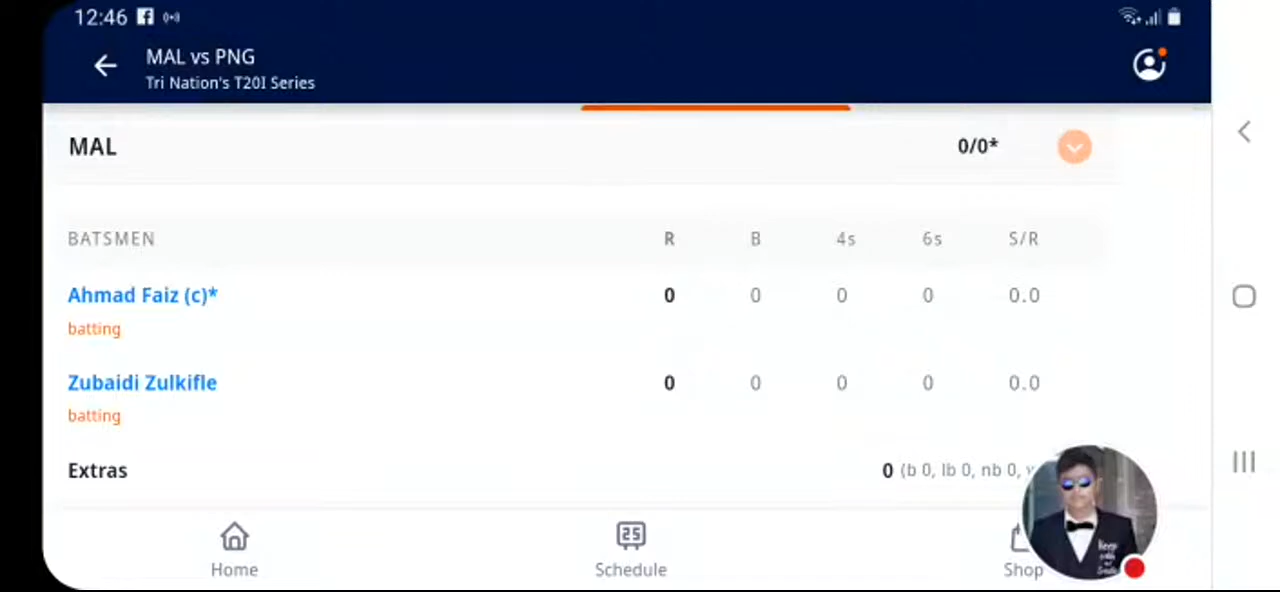 12:46
MAL vs PNG
Tri Nation's T20I Series
MAL 0/0*
BATSMEN R B 4s 6s S/R
Ahmad Faiz (c)* 0 0 0 0 0.0
batting
Zubaidi Zulkifle 0 0 0 0 0.0
batting
Extras 0 (b 0, lb 0, nb 0,
25
Home Schedule Shop
Keep